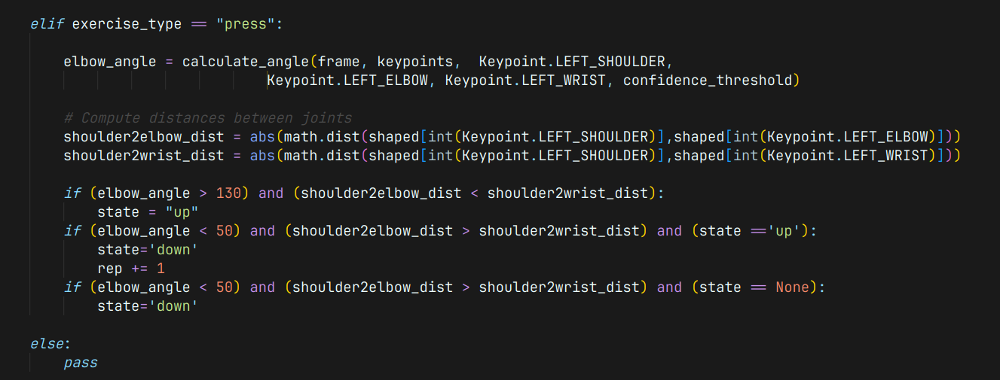 elif exercise_type == "press":
elbow_angle = calculate_angle(frame, keypoints,  Keypoint.LEFT_SHOULDER,
Keypoint.LEFT_ELBOW, Keypoint.LEFT_WRIST, confidence_threshold)
# Compute distances between joints
shoulder2elbow_dist = abs(math.dist(shaped[int(Keypoint.LEFT_SHOULDER)],shaped[int(Keypoint.LEFT_ELBOW)]))
shoulder2wrist_dist = abs(math.dist(shaped[int(Keypoint.LEFT_SHOULDER)],shaped[int(Keypoint.LEFT_WRIST)]))
if (elbow_angle > 130) and (shoulder2elbow_dist < shoulder2wrist_dist):
state = "up"
if (elbow_angle < 50) and (shoulder2elbow_dist > shoulder2wrist_dist) and (state =='up'):
state='down'
rep += 1
if (elbow_angle < 50) and (shoulder2elbow_dist > shoulder2wrist_dist) and (state == None):
state='down'
else:
pass